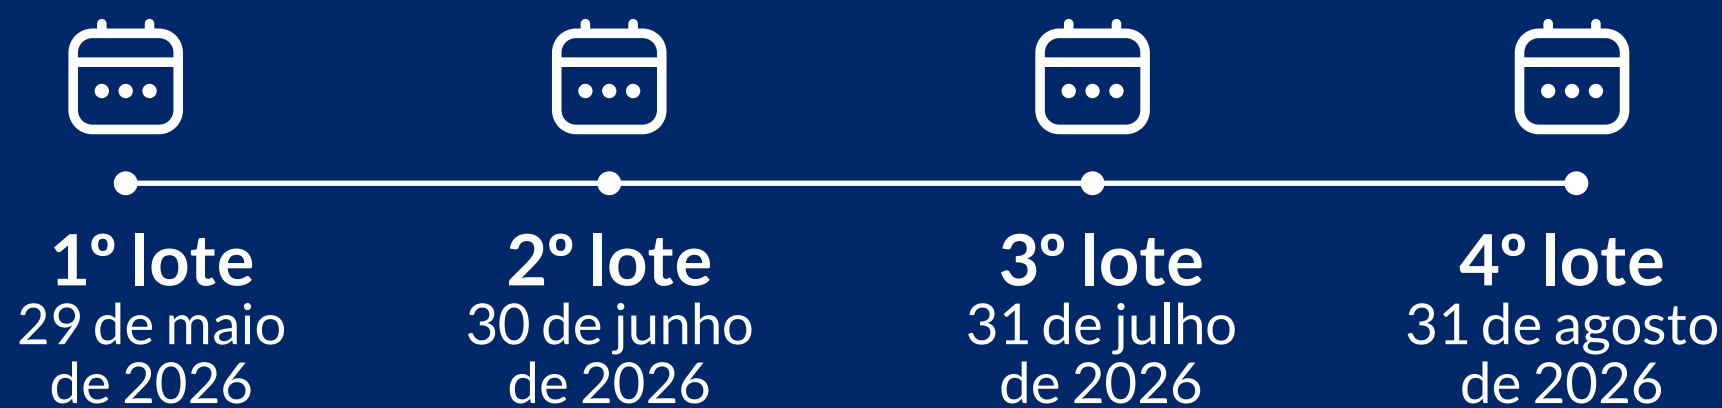 1º lote
29 de maio
de 2026
2º lote
30 de junho
de 2026
3º lote
31 de julho
de 2026
4º lote
31 de agosto
de 2026